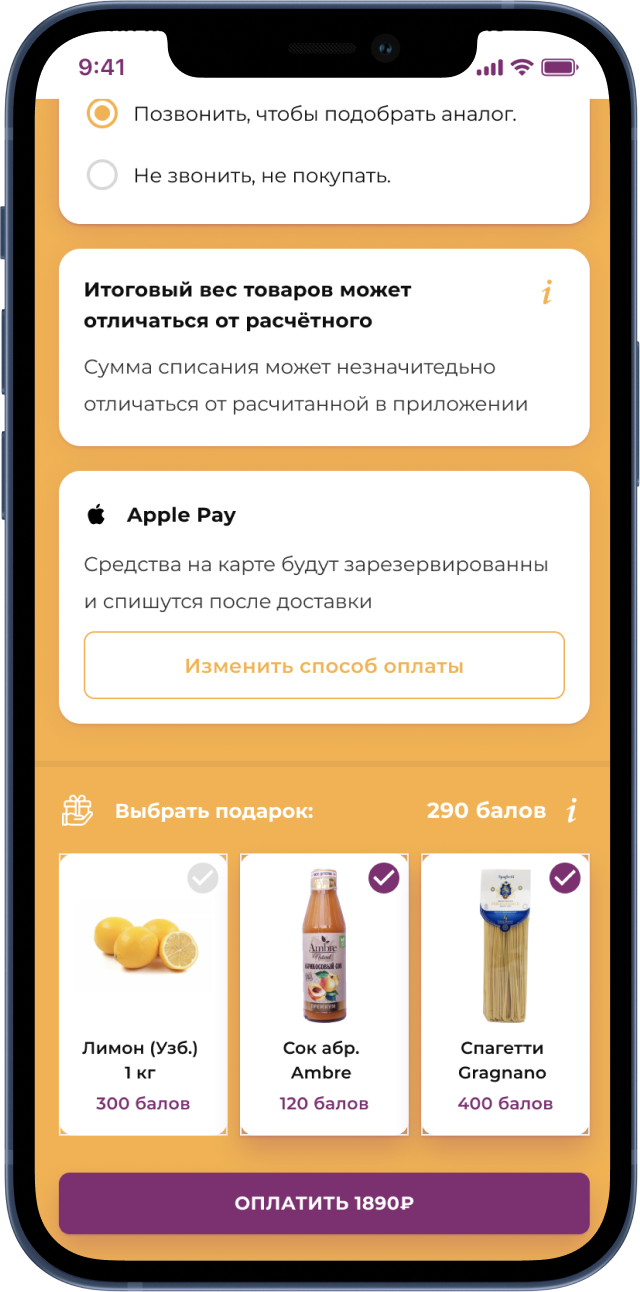 9:41
Позвонить, чтобы подобрать аналог.
Не звонить, не покупать.
Итоговый вес товаров может
отличаться от расчётного
i
Сумма списания может незначитедьно
отличаться от расчитанной в приложении
Apple Pay
Средства на карте будут зарезервированны
и спишутся после доставки
Изменить способ оплаты
Выбрать подарок:
290 балов
i
Лимон (Узб.)
1 кг
300 балов
Ambre
Сок абр.
Ambre
120 балов
Spaghetti
Спагетти
Gragnano
400 балов
ОПЛАТИТЬ 1890₽